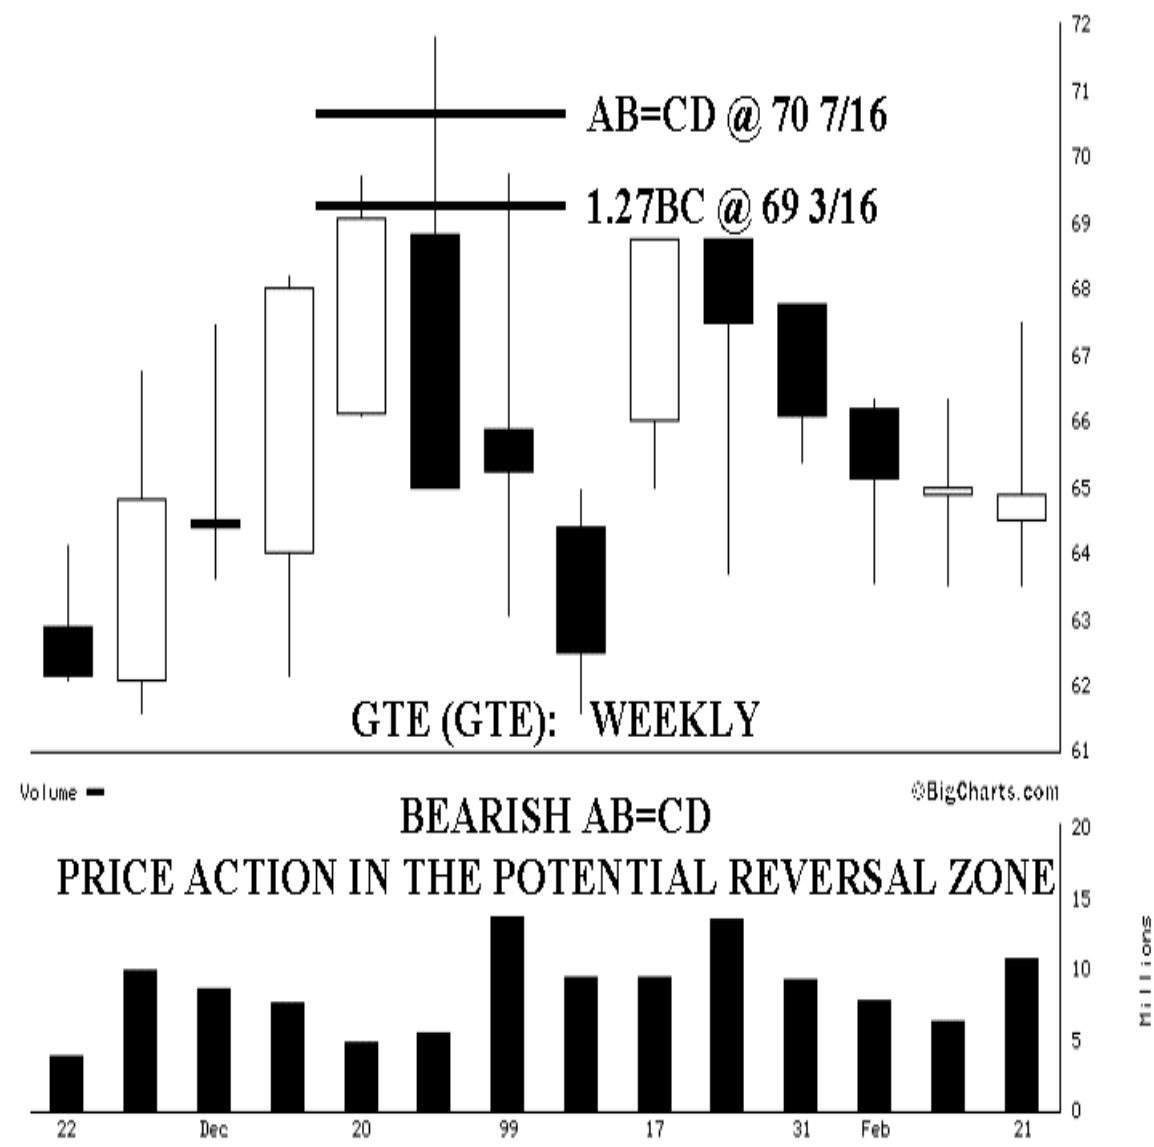 72
71
AB=CD @ 70 7/16
70
1.27BC @ 69 3/16
69
68
67
66
65
64
63
62
GTE (GTE): WEEKLY
61
Volume
©BigCharts.com
BEARISH AB=CD
20
PRICE ACTION IN THE POTENTIAL REVERSAL ZONE
15
10
Millions
5
0
22 Dec 20 99 17 31 Feb 21